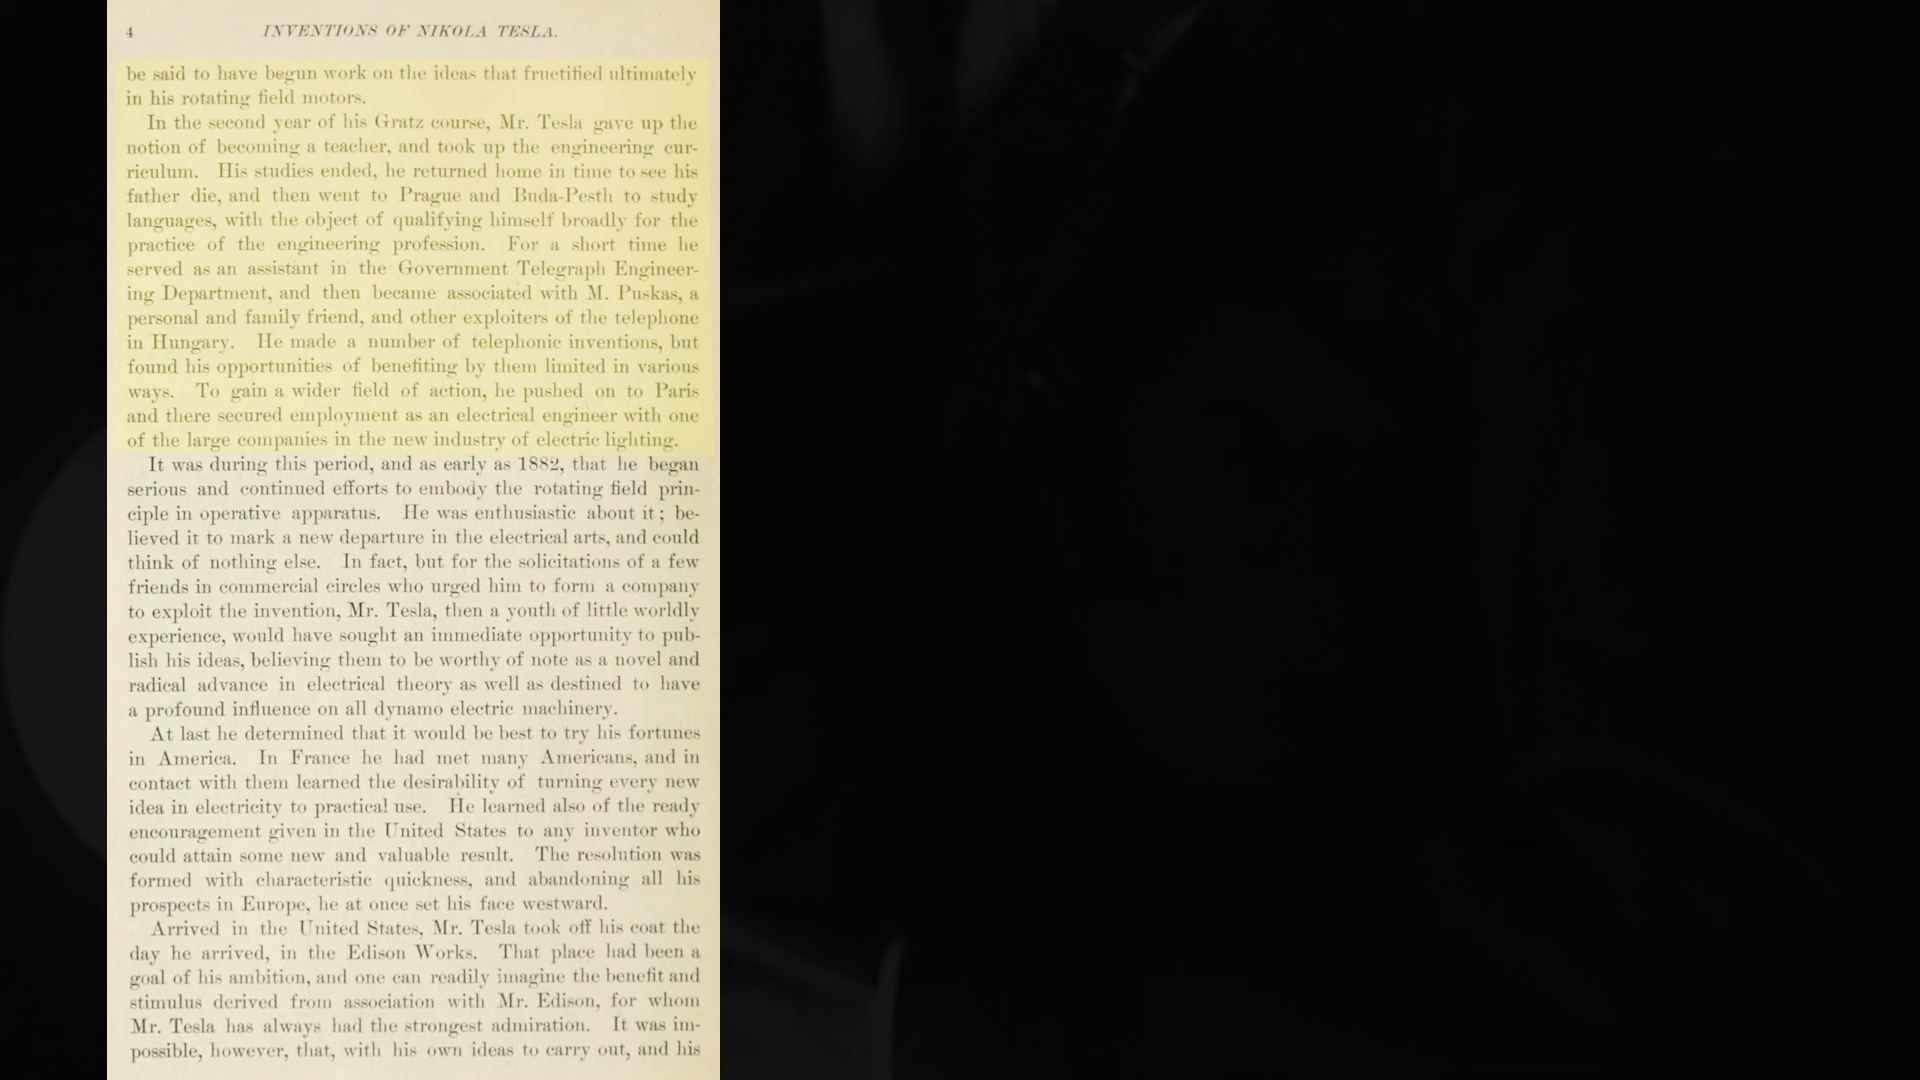 4 INVENTIONS OF NIKOLA TESLA.
be said to have begun work on the ideas that fructified ultimately
in his rotating field motors.
In the second year of his Gratz course, Mr. Tesla gave up the
notion of becoming a teacher, and took up the engineering cur-
riculum. His studies ended, he returned home in time to see his
father die, and then went to Prague and Buda-Pesth to study
languages, with the object of qualifying himself broadly for the
practice of the engineering profession. For a short time he
served as an assistant in the Government Telegraph Engineer-
ing Department, and then became associated with M. Puskas, a
personal and family friend, and other exploiters of the telephone
in Hungary. He made a number of telephonic inventions, but
found his opportunities of benefiting by them limited in various
ways. To gain a wider field of action, he pushed on to Paris
and there secured employment as an electrical engineer with one
of the large companies in the new industry of electric lighting.
It was during this period, and as early as 1882, that he began
serious and continued efforts to embody the rotating field prin-
ciple in operative apparatus. He was enthusiastic about it; be-
lieved it to mark a new departure in the electrical arts, and could
think of nothing else. In fact, but for the solicitations of a few
friends in commercial circles who urged him to form a company
to exploit the invention, Mr. Tesla, then a youth of little worldly
experience, would have sought an immediate opportunity to pub-
lish his ideas, believing them to be worthy of note as a novel and
radical advance in electrical theory as well as destined to have
a profound influence on all dynamo electric machinery.
At last he determined that it would be best to try his fortunes
in America. In France he had met many Americans, and in
contact with them learned the desirability of turning every new
idea in electricity to practical use. He learned also of the ready
encouragement given in the United States to any inventor who
could attain some new and valuable result. The resolution was
formed with characteristic quickness, and abandoning all his
prospects in Europe, he at once set his face westward.
Arrived in the United States, Mr. Tesla took off his coat the
day he arrived, in the Edison Works. That place had been a
goal of his ambition, and one can readily imagine the benefit and
stimulus derived from association with Mr. Edison, for whom
Mr. Tesla has always had the strongest admiration. It was im-
possible, however, that, with his own ideas to carry out, and his